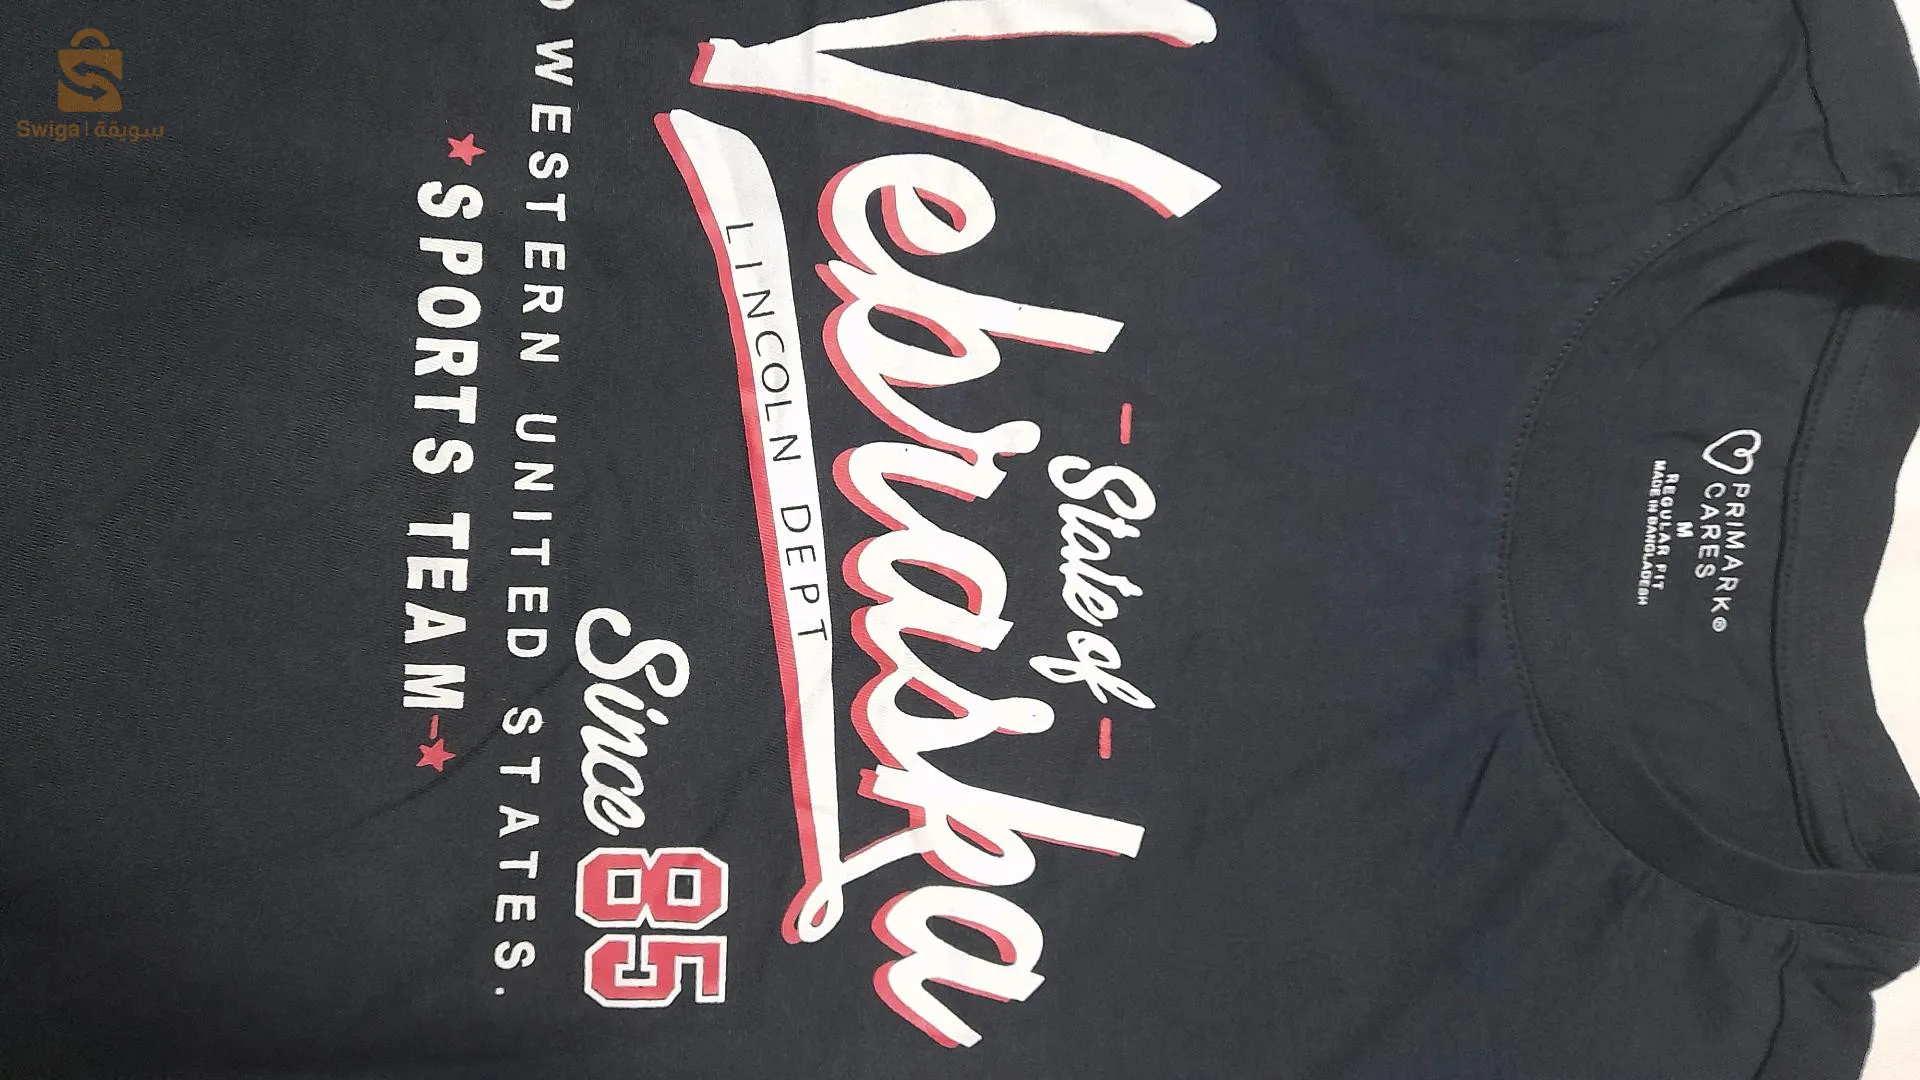 Swiga | سويقة
PRIMARK®
CARES
M
REGULAR FIT
MADE IN BANGLADESH
State of
Nebraska
LINCOLN DEPT
Since 85
WESTERN UNITED STATES.
SPORTS TEAM